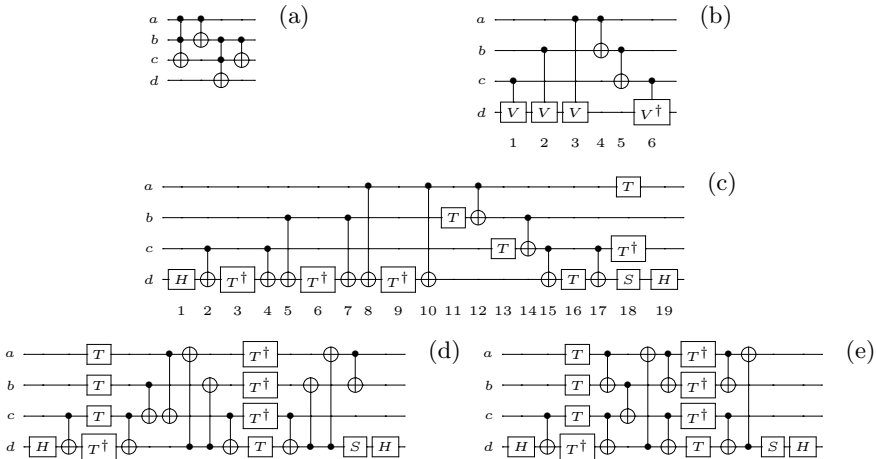 a (a)
b
c
d
a (b)
b
c
d V V V V†
1 2 3 4 5 6
a T (c)
b T
c T T†
d H T† T† T† T S H
1 2 3 4 5 6 7 8 9 10 11 12 13 14 15 16 17 18 19
a T T† (d)
b T T†
c T T†
d H T† T S H
a T T† (e)
b T T†
c T T†
d H T† T S H